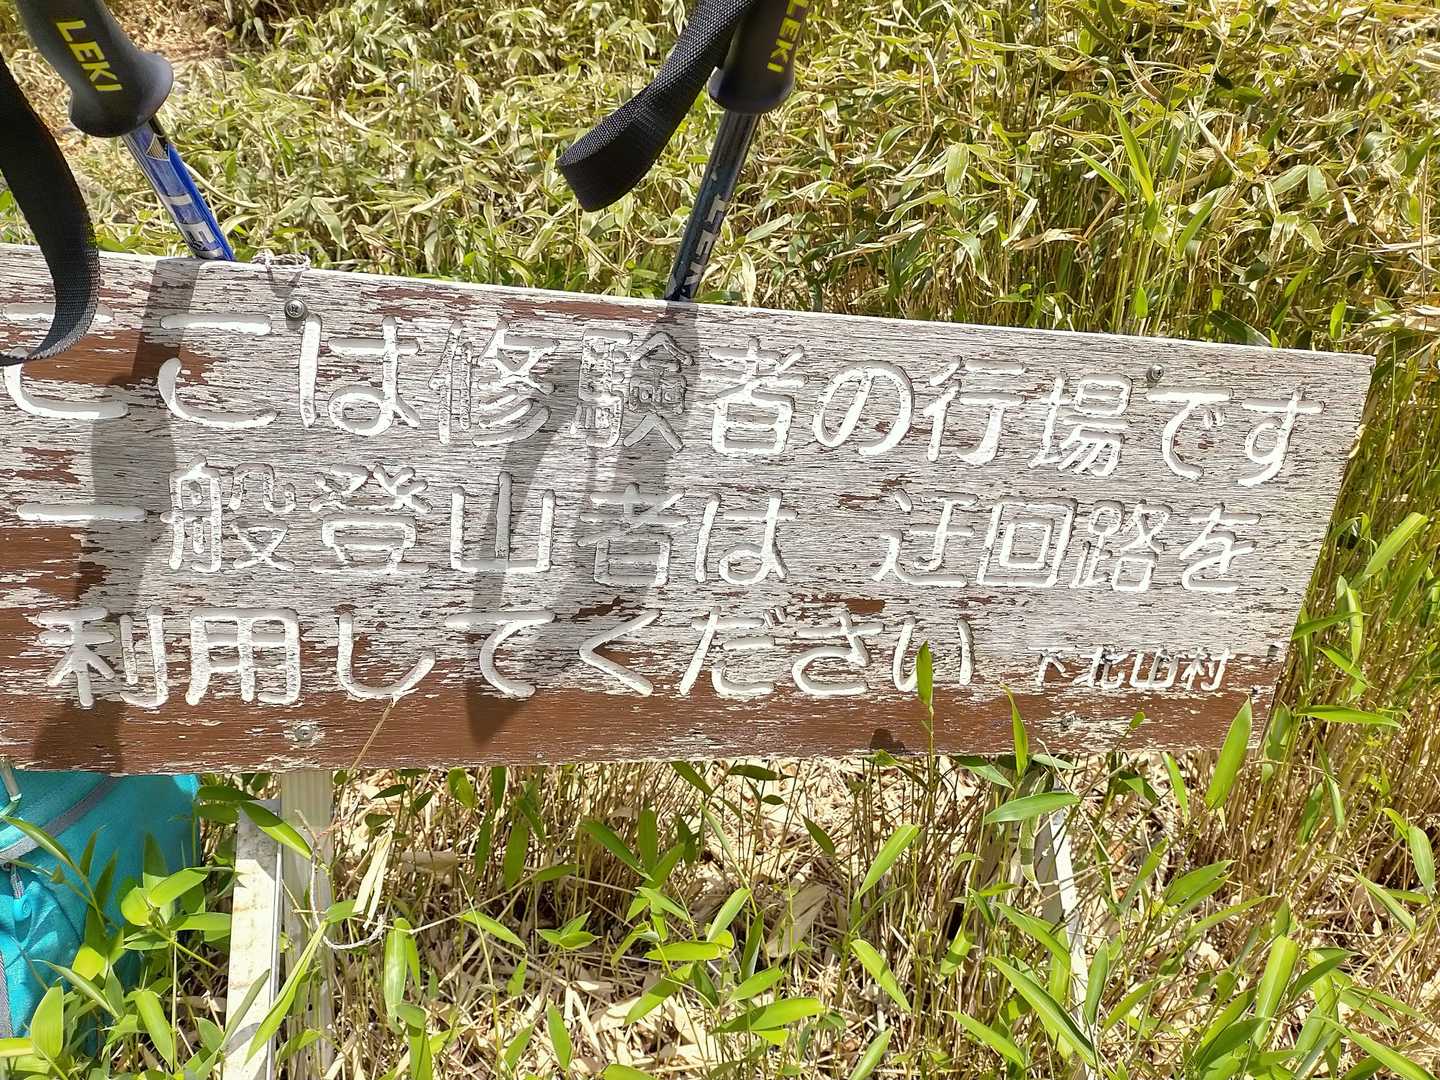 LEKI
LEKI
ここは修験者の行場です
一般登山者は 迂回路を
利用してください 下北山村